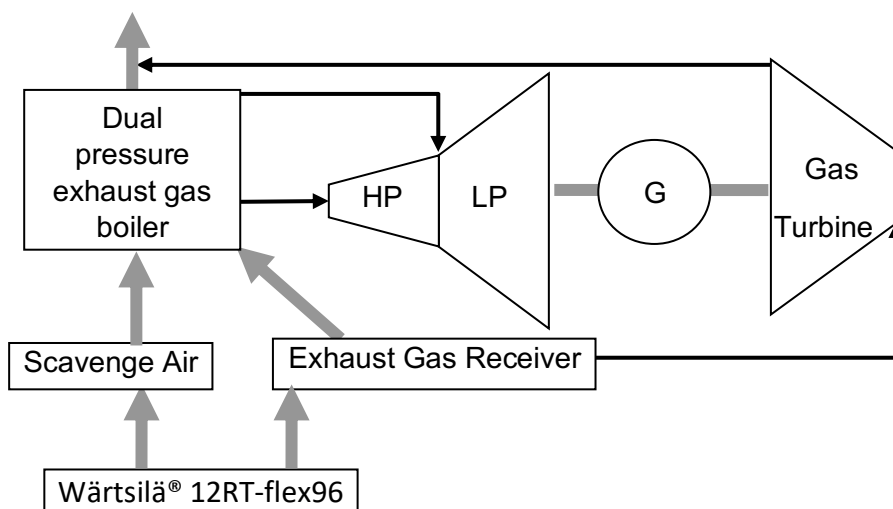 Dual
pressure
exhaust gas
boiler
HP
LP
G
Gas
Turbine
Scavenge Air
Exhaust Gas Receiver
Wärtsilä® 12RT-flex96